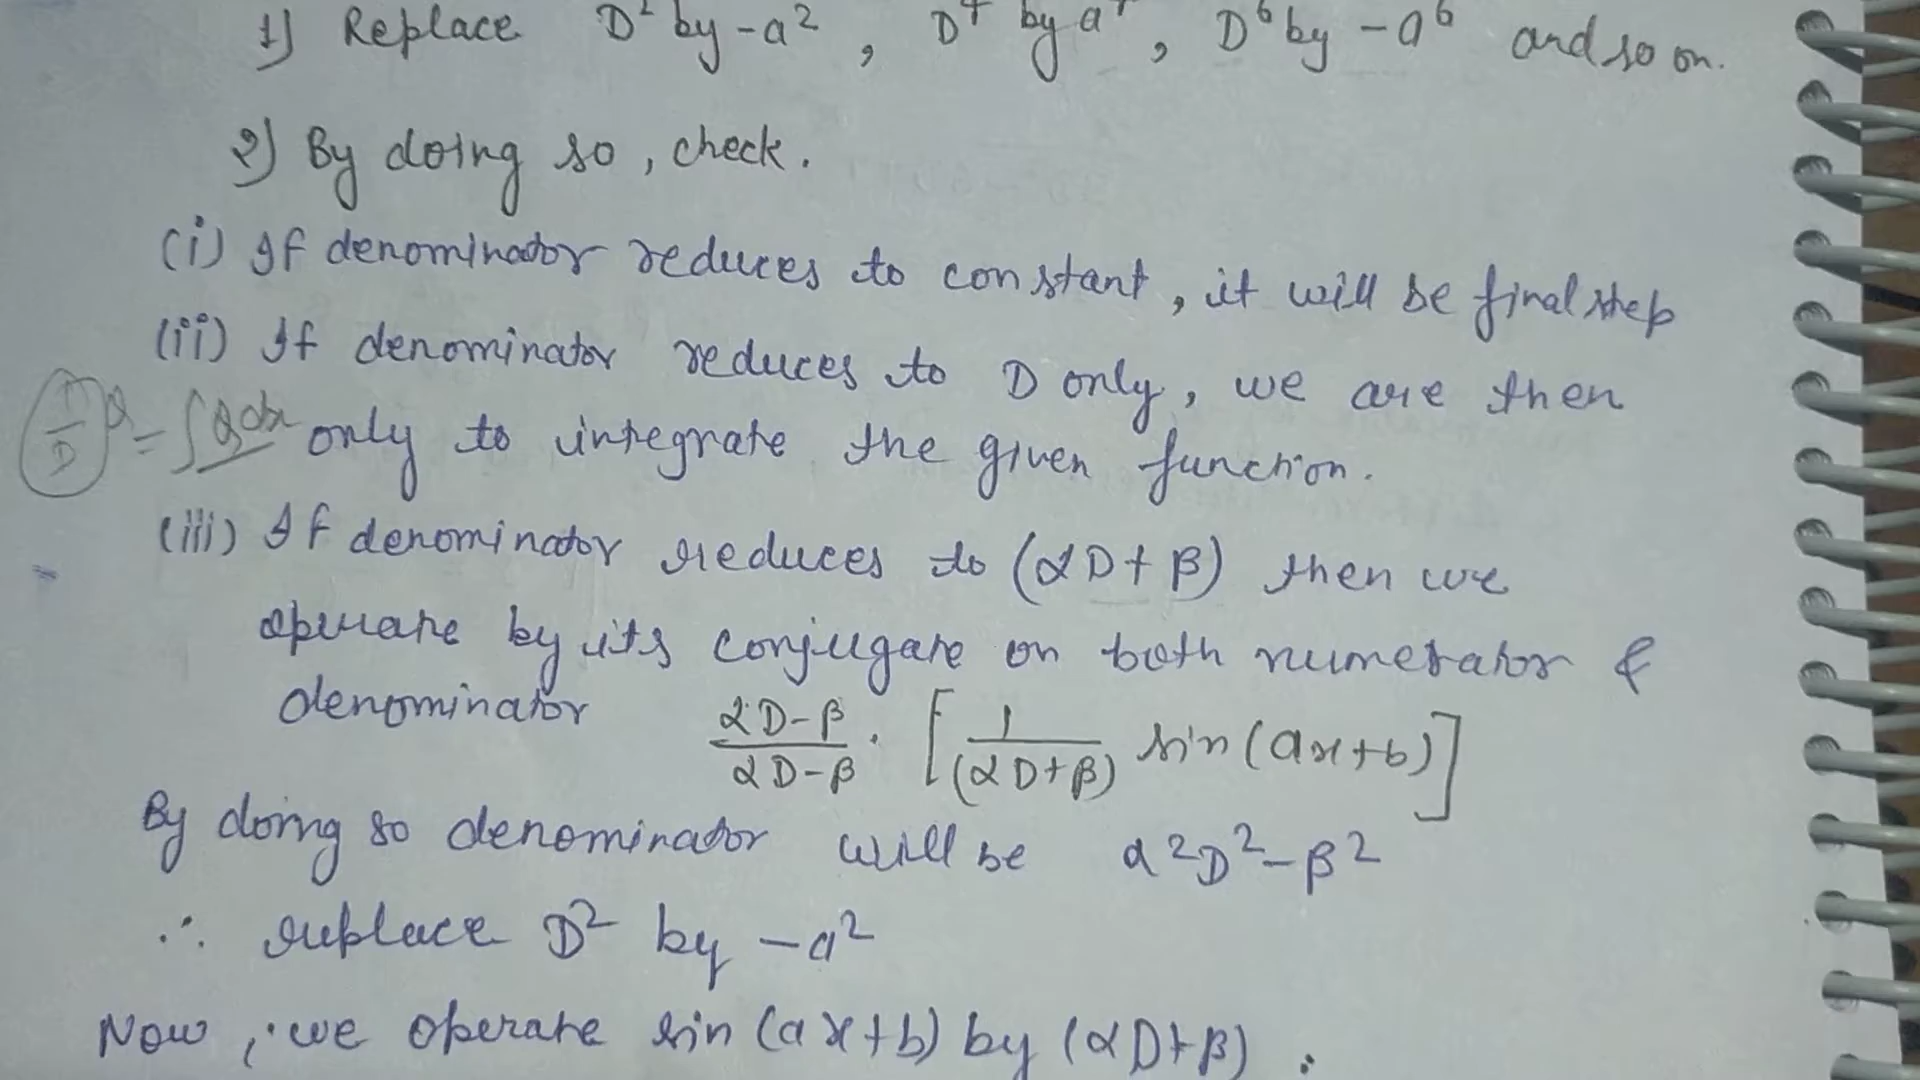 1) Replace D² by -a², D⁴ by a⁴, D⁶ by -a⁶ and so on.
2) By doing so, check.
(i) If denominator reduces to constant, it will be final step
(ii) If denominator reduces to D only, we are then
only to integrate the given function.
1/D Q = ∫Q dx
(iii) If denominator reduces to (αD+β) then we
operate by its conjugate on both numerator &
denominator (αD-β)/(αD-β) · [1/(αD+β) sin(ax+b)]
By doing so denominator will be α²D²-β²
∴ replace D² by -a²
Now, we operate sin(ax+b) by (αD+β).